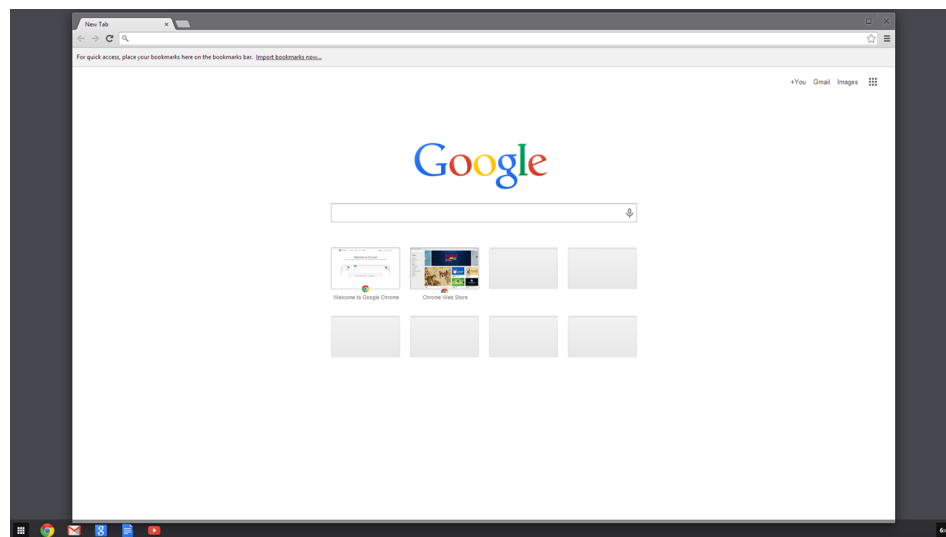 New Tab
For quick access, place your bookmarks here on the bookmarks bar. Import bookmarks now...
+You Gmail Images
Google
Welcome to Google Chrome Chrome Web Store